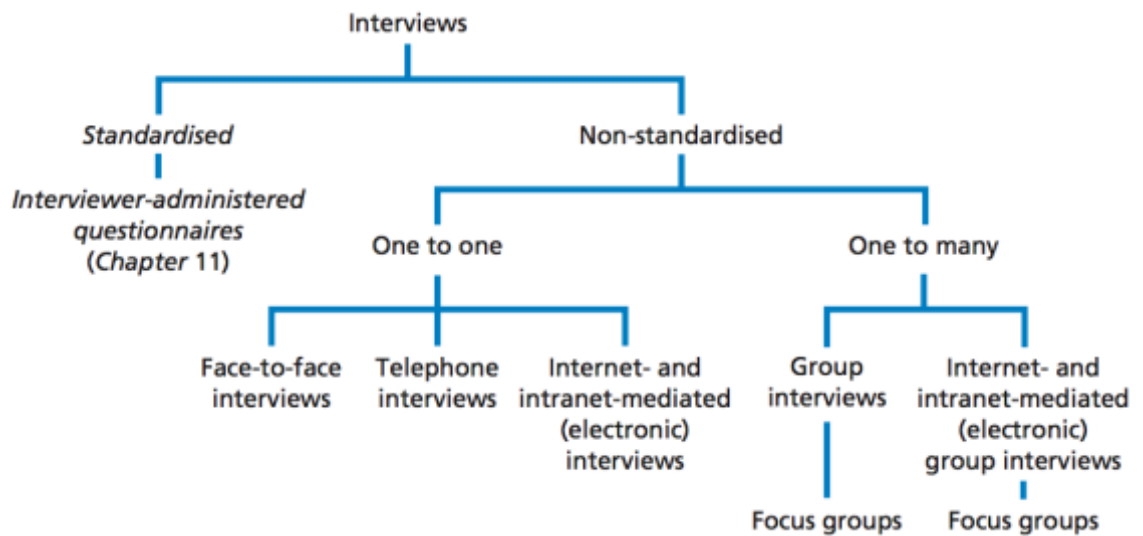 Interviews
Standardised
Non-standardised
Interviewer-administered
questionnaires
(Chapter 11)
One to one
One to many
Face-to-face
interviews
Telephone
interviews
Internet- and
intranet-mediated
(electronic)
interviews
Group
interviews
Internet- and
intranet-mediated
(electronic)
group interviews
Focus groups
Focus groups